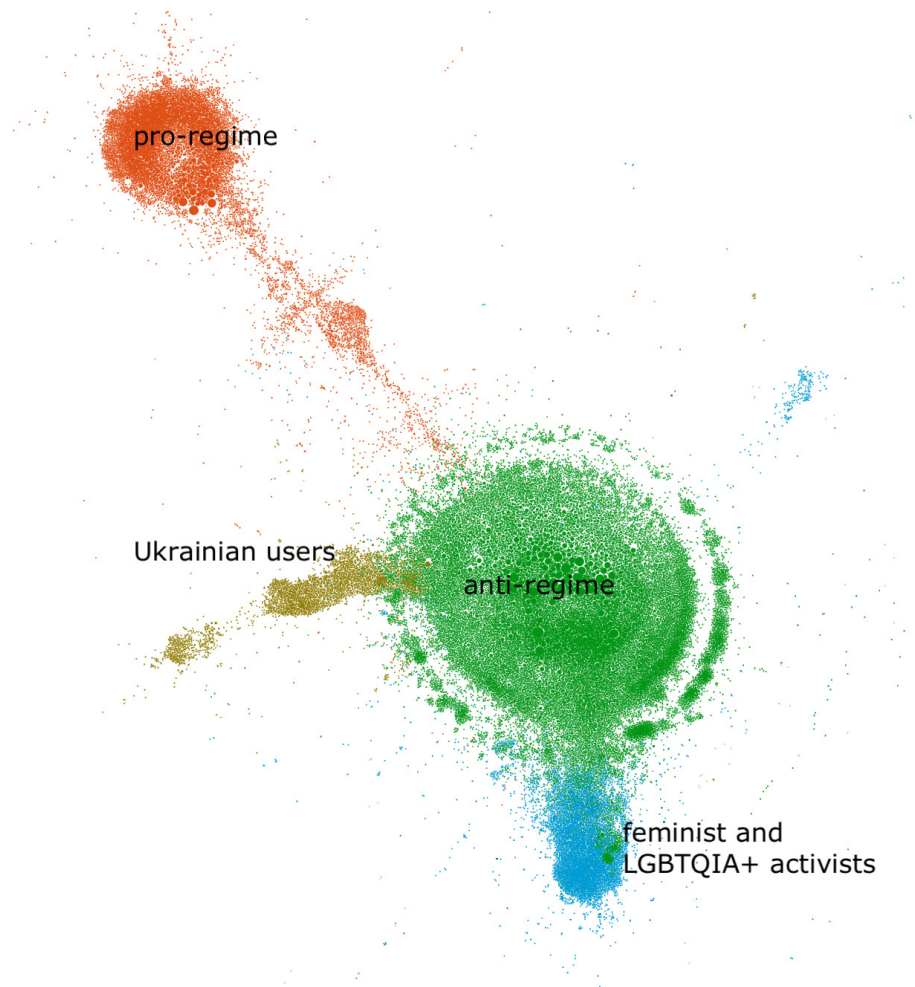 pro-regime
Ukrainian users
anti-regime
feminist and
LGBTQIA+ activists